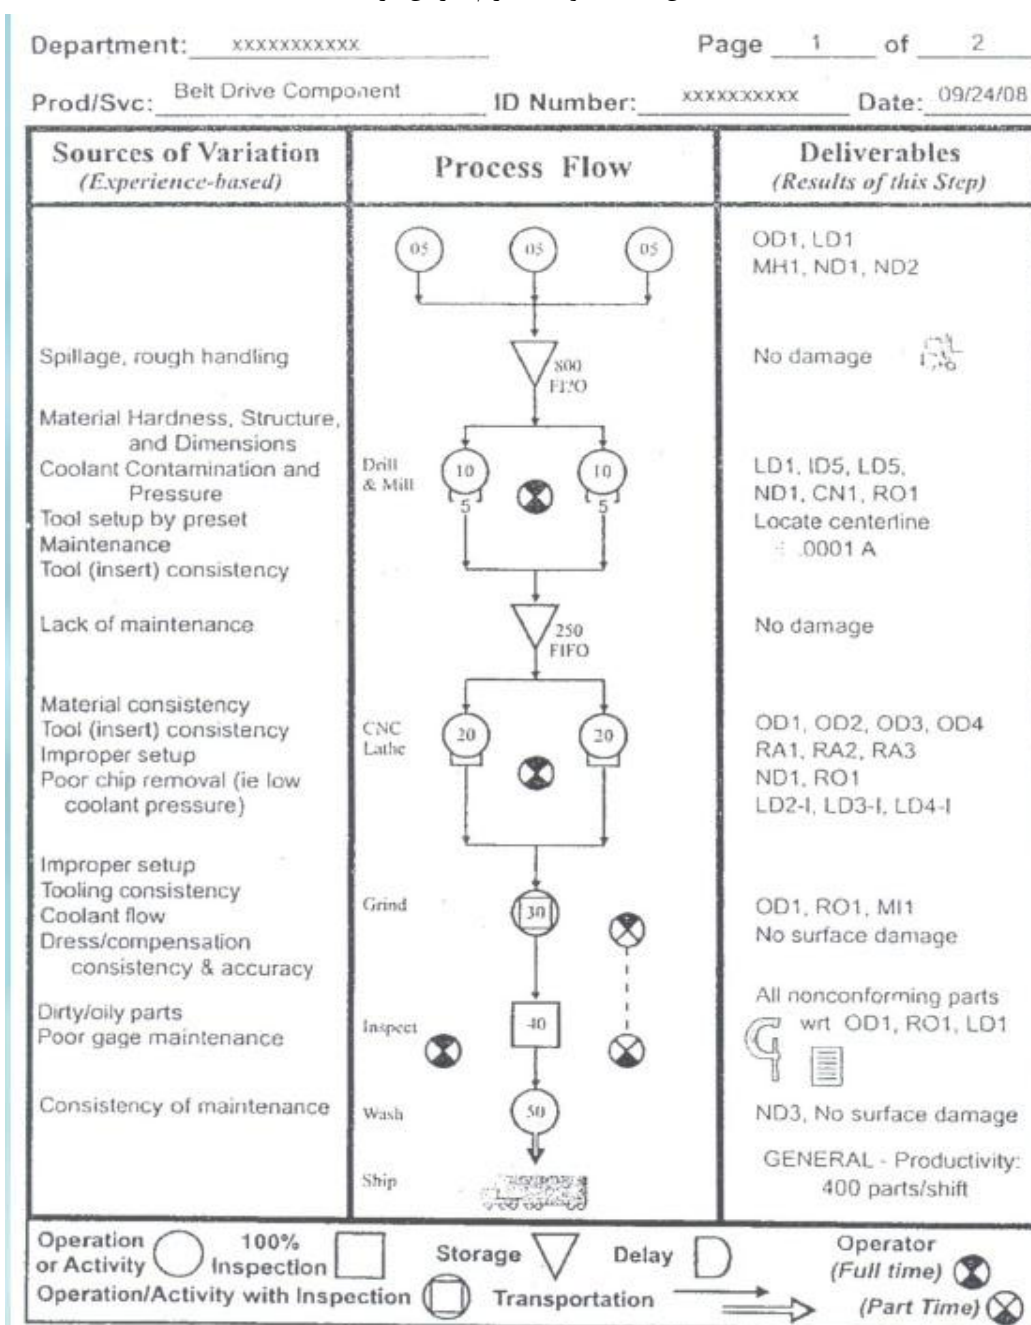 Department: xxxxxxxxxxx Page 1 of 2
Prod/Svc: Belt Drive Component ID Number: xxxxxxxxxx Date: 09/24/08
Sources of Variation Process Flow Deliverables
(Experience-based) (Results of this Step)
05 05 05 OD1, LD1
MH1, ND1, ND2
Spillage, rough handling 800 No damage
Material Hardness, Structure,
and Dimensions
Coolant Contamination and Drill 10 10 LD1, ID5, LD5,
Pressure & Mill 5 5 ND1, CN1, RO1
Tool setup by preset Locate centerline
Maintenance .0001 A
Tool (insert) consistency
Lack of maintenance 250 No damage
FIFO
Material consistency
Tool (insert) consistency CNC 20 20 OD1, OD2, OD3, OD4
Improper setup Lathe RA1, RA2, RA3
Poor chip removal (ie low ND1, RO1
coolant pressure) LD2-I, LD3-I, LD4-I
Improper setup
Tooling consistency
Coolant flow Grind 30 OD1, RO1, MI1
Dress/compensation No surface damage
consistency & accuracy
All nonconforming parts
Dirty/oily parts wrt OD1, RO1, LD1
Poor gage maintenance Inspect 40
Consistency of maintenance Wash 50 ND3, No surface damage
GENERAL - Productivity:
Ship 400 parts/shift
Operation 100% Storage Delay Operator
or Activity Inspection (Full time)
Operation/Activity with Inspection Transportation (Part Time)